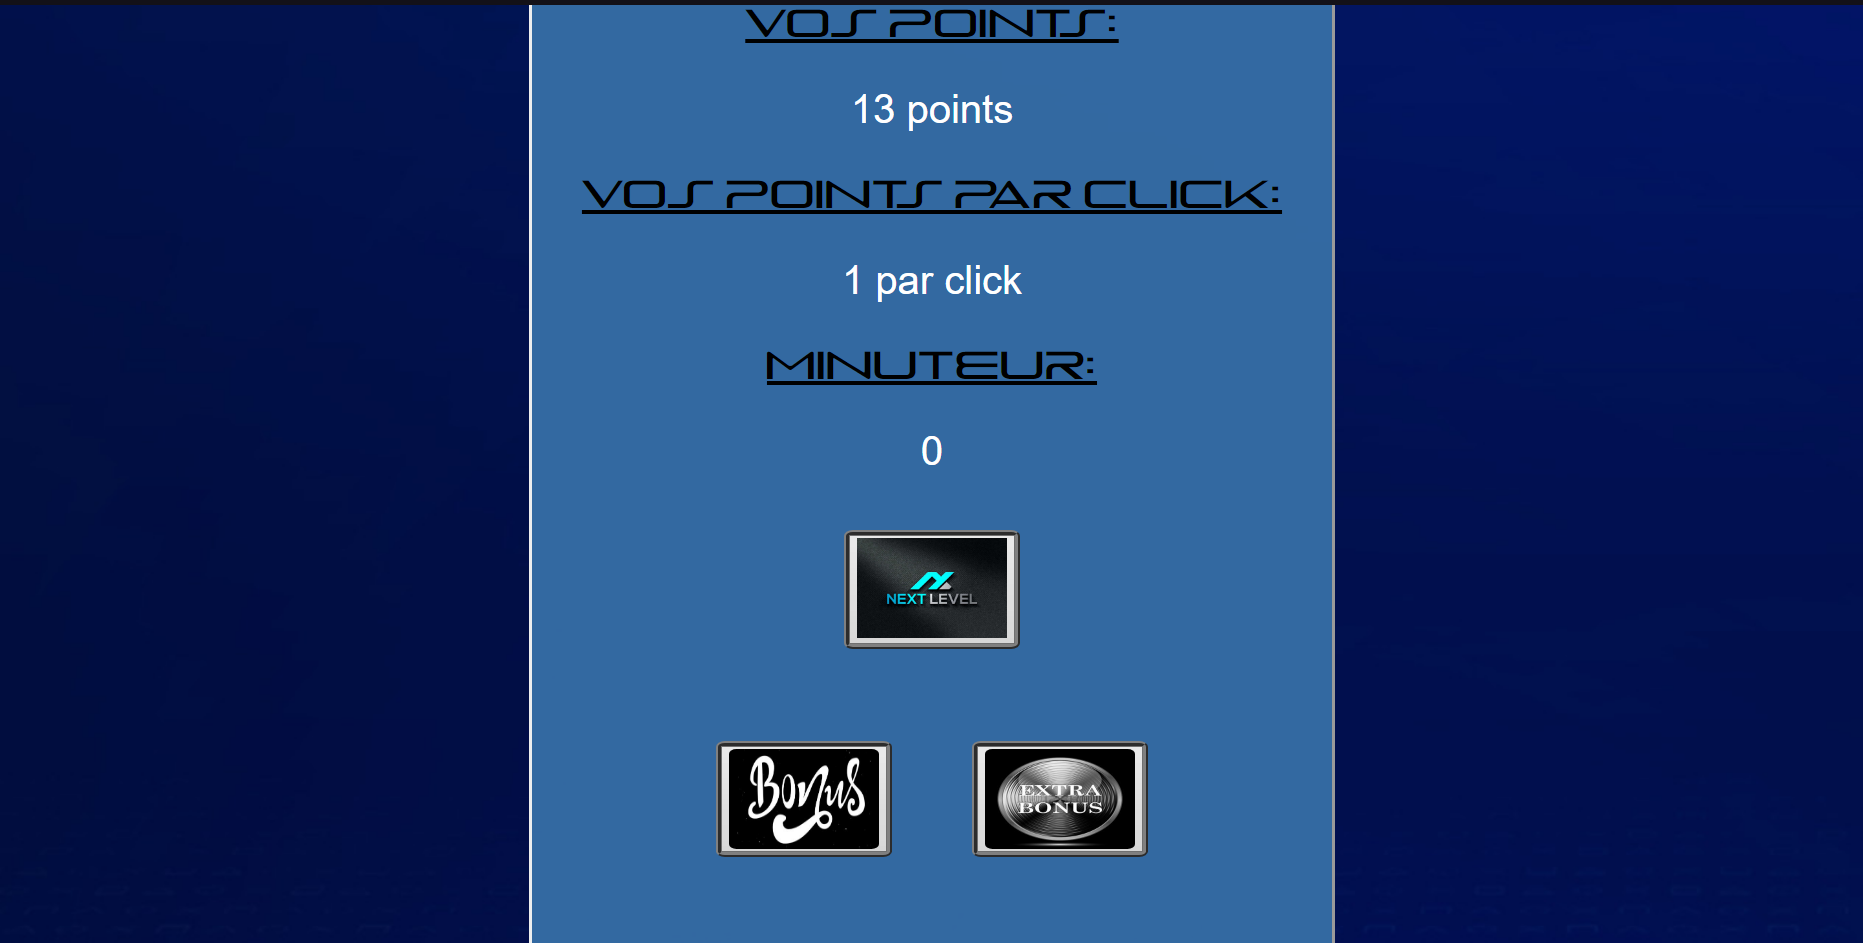 VOS POINTS:
13 points
VOS POINTS PAR CLICK:
1 par click
MINUTEUR:
0
NEXT LEVEL
Bonus
EXTRA
BONUS